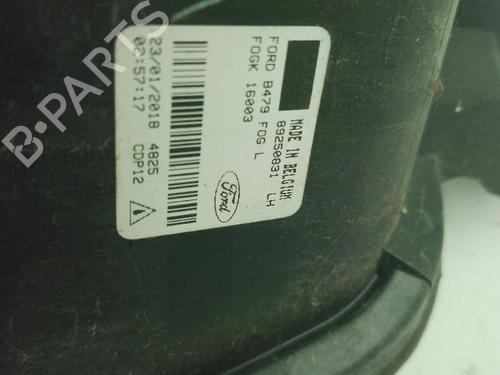 MADE IN BELGIUM
89250831 LH
FORD B479 FOG L
FOGK 16003
Ford
23/01/2018 4825
02:57:17 CDP12
B-PARTS